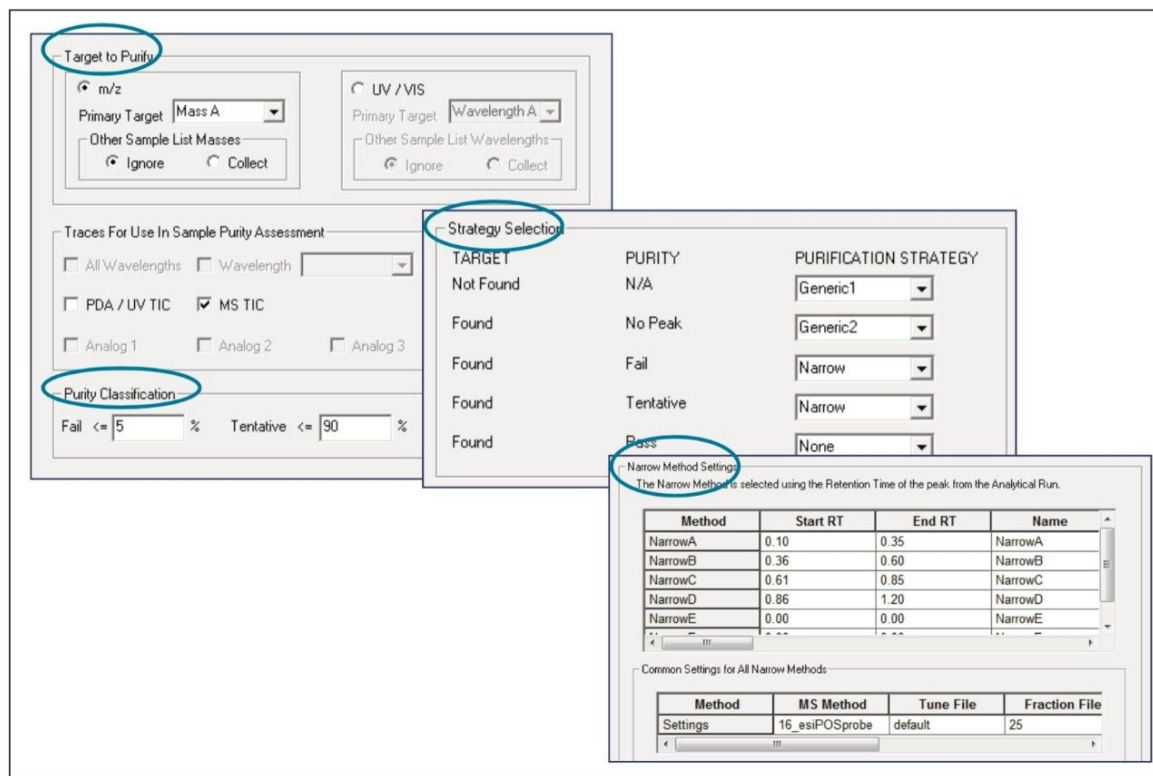 Target to Purify
m/z
UV / VIS
Primary Target Mass A
Primary Target Wavelength A
Other Sample List Masses
Other Sample List Wavelengths
Ignore Collect
Ignore Collect
Traces For Use In Sample Purity Assessment
All Wavelengths Wavelength
PDA / UV TIC MS TIC
Analog 1 Analog 2 Analog 3
Purity Classification
Fail <= 5 % Tentative <= 90 %
Strategy Selection
TARGET PURITY PURIFICATION STRATEGY
Not Found N/A Generic1
Found No Peak Generic2
Found Fail Narrow
Found Tentative Narrow
Found Pass None
Narrow Method Settings
The Narrow Method is selected using the Retention Time of the peak from the Analytical Run.
Method Start RT End RT Name
NarrowA 0.10 0.35 NarrowA
NarrowB 0.36 0.60 NarrowB
NarrowC 0.61 0.85 NarrowC
NarrowD 0.86 1.20 NarrowD
NarrowE 0.00 0.00 NarrowE
Common Settings for All Narrow Methods
Method MS Method Tune File Fraction File
Settings 16_esiPOSprobe default 25